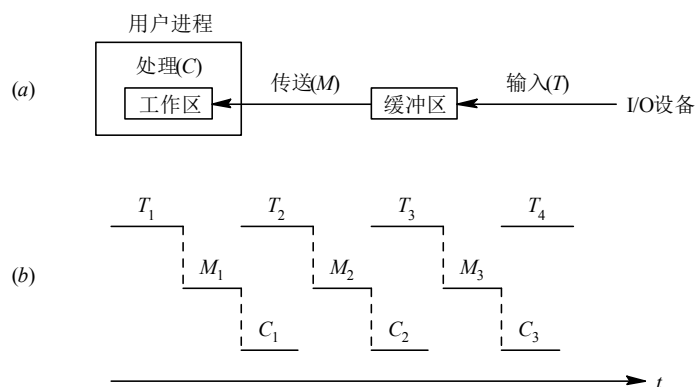 用户进程
处理(C)
(a)
工作区
传送(M)
缓冲区
输入(T)
I/O设备
T1 T2 T3 T4
(b)
M1 M2 M3
C1 C2 C3
t